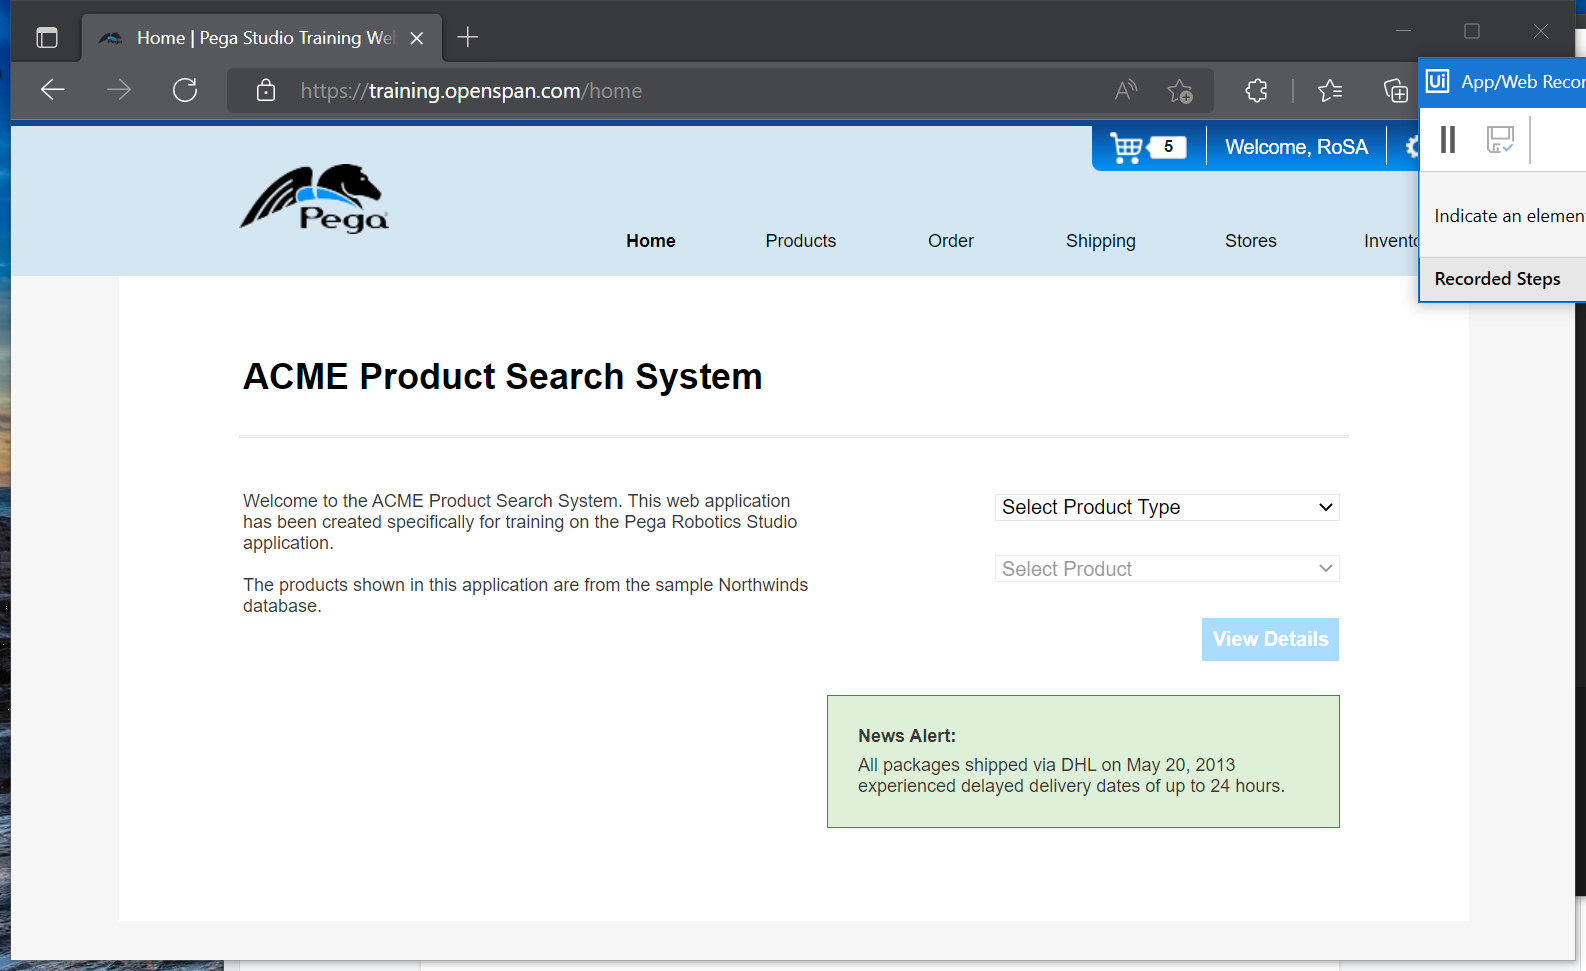 Home | Pega Studio Training Web
https://training.openspan.com/home
App/Web Recor
5
Welcome, RoSA
Pega
Home
Products
Order
Shipping
Stores
Invento
Indicate an elemen
Recorded Steps
ACME Product Search System
Welcome to the ACME Product Search System. This web application
has been created specifically for training on the Pega Robotics Studio
application.
The products shown in this application are from the sample Northwinds
database.
Select Product Type
Select Product
View Details
News Alert:
All packages shipped via DHL on May 20, 2013
experienced delayed delivery dates of up to 24 hours.